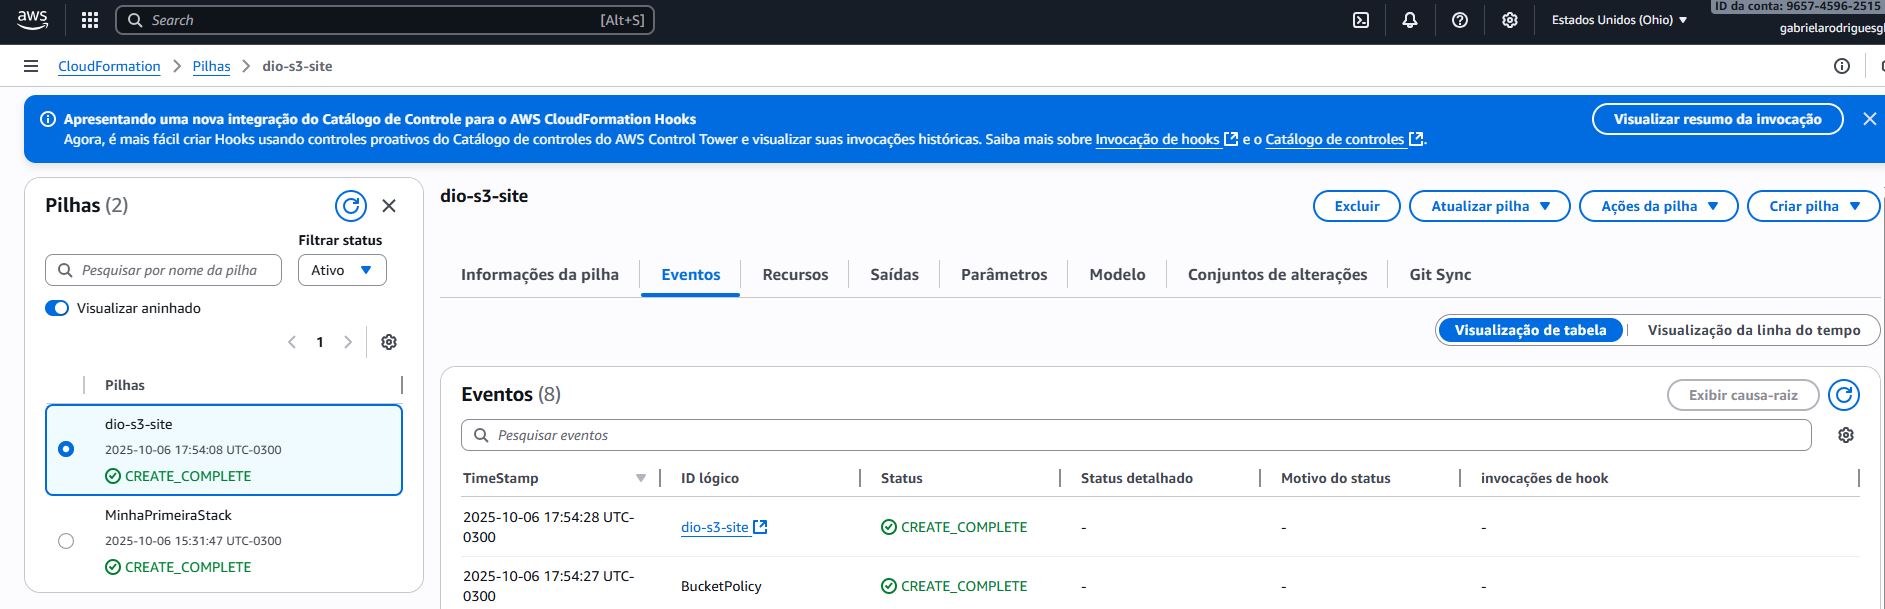 aws
Search
[Alt+S]
Estados Unidos (Ohio)
ID da conta: 9657-4596-2515
gabrielarodriguesgl
CloudFormation
Pilhas
dio-s3-site
Apresentando uma nova integração do Catálogo de Controle para o AWS CloudFormation Hooks
Agora, é mais fácil criar Hooks usando controles proativos do Catálogo de controles do AWS Control Tower e visualizar suas invocações históricas. Saiba mais sobre Invocação de hooks e o Catálogo de controles.
Visualizar resumo da invocação
Pilhas (2)
Filtrar status
Pesquisar por nome da pilha
Ativo
Visualizar aninhado
1
Pilhas
dio-s3-site
2025-10-06 17:54:08 UTC-0300
CREATE_COMPLETE
MinhaPrimeiraStack
2025-10-06 15:31:47 UTC-0300
CREATE_COMPLETE
dio-s3-site
Excluir
Atualizar pilha
Ações da pilha
Criar pilha
Informações da pilha
Eventos
Recursos
Saídas
Parâmetros
Modelo
Conjuntos de alterações
Git Sync
Visualização de tabela
Visualização da linha do tempo
Eventos (8)
Exibir causa-raiz
Pesquisar eventos
TimeStamp
ID lógico
Status
Status detalhado
Motivo do status
invocações de hook
2025-10-06 17:54:28 UTC-
0300
dio-s3-site
CREATE_COMPLETE
-
-
-
2025-10-06 17:54:27 UTC-
0300
BucketPolicy
CREATE_COMPLETE
-
-
-